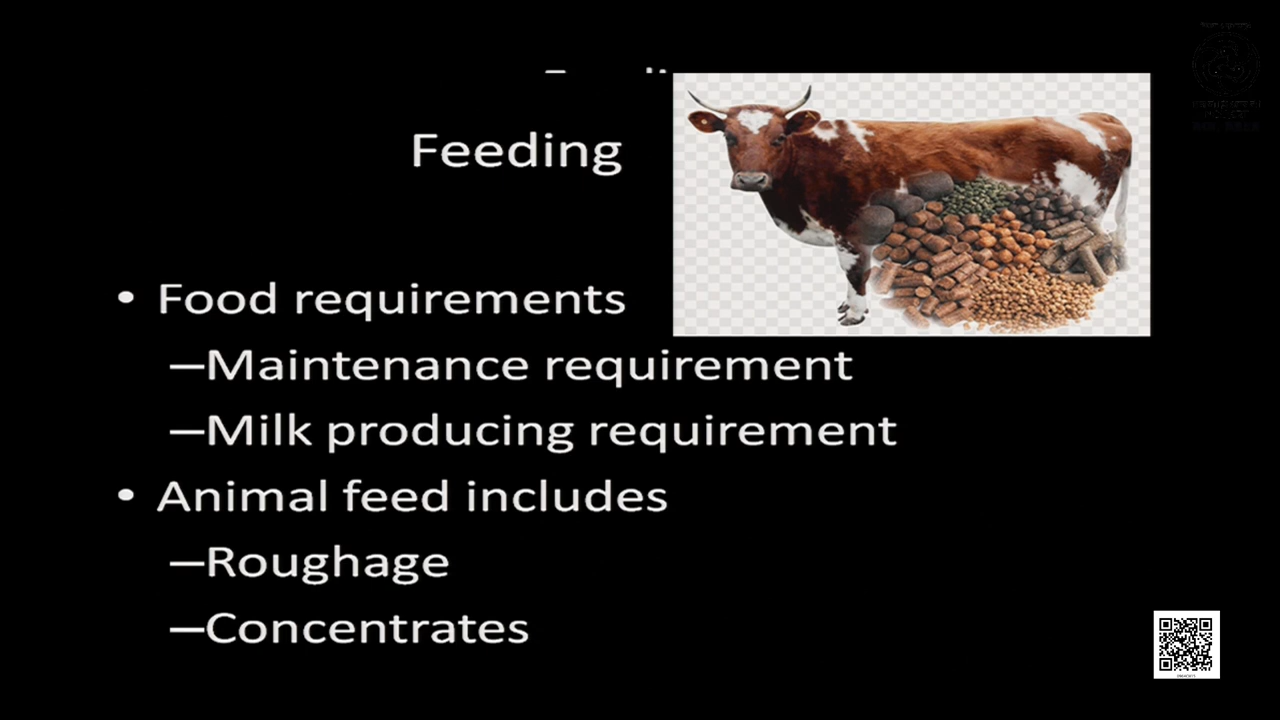 Feeding
• Food requirements
–Maintenance requirement
–Milk producing requirement
• Animal feed includes
–Roughage
–Concentrates